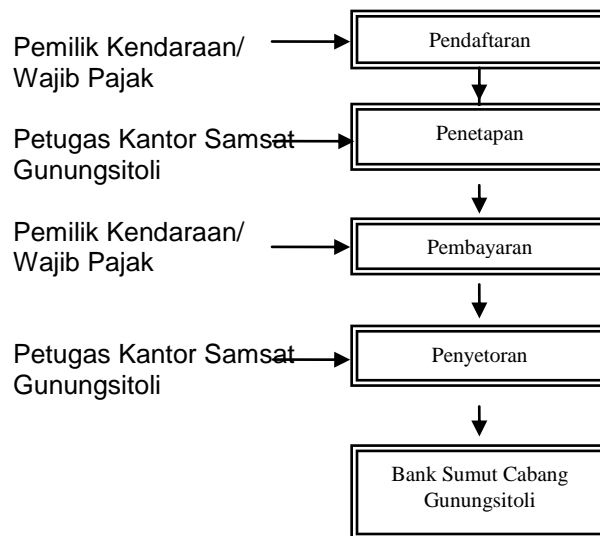 Pemilik Kendaraan/
Wajib Pajak
Pendaftaran
Petugas Kantor Samsat
Gunungsitoli
Penetapan
Pemilik Kendaraan/
Wajib Pajak
Pembayaran
Petugas Kantor Samsat
Gunungsitoli
Penyetoran
Bank Sumut Cabang
Gunungsitoli